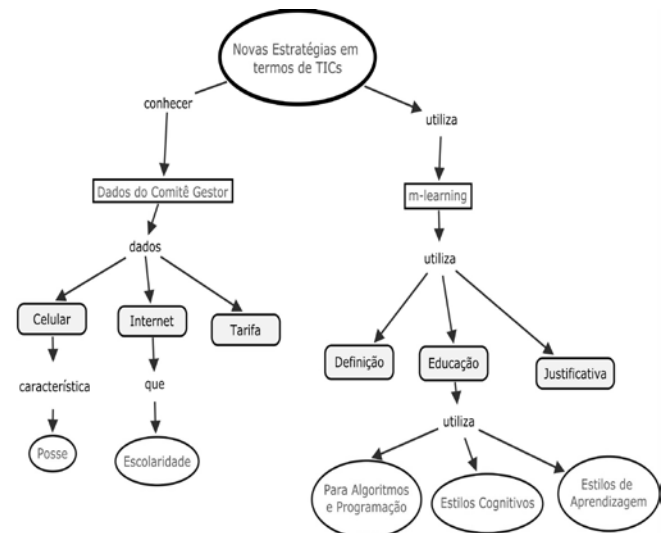 Novas Estratégias em
termos de TICs
conhecer
utiliza
Dados do Comitê Gestor
m-learning
dados
utiliza
Celular
Internet
Tarifa
Definição
Educação
Justificativa
característica
que
utiliza
Posse
Escolaridade
Para Algoritmos
e Programação
Estilos Cognitivos
Estilos de
Aprendizagem